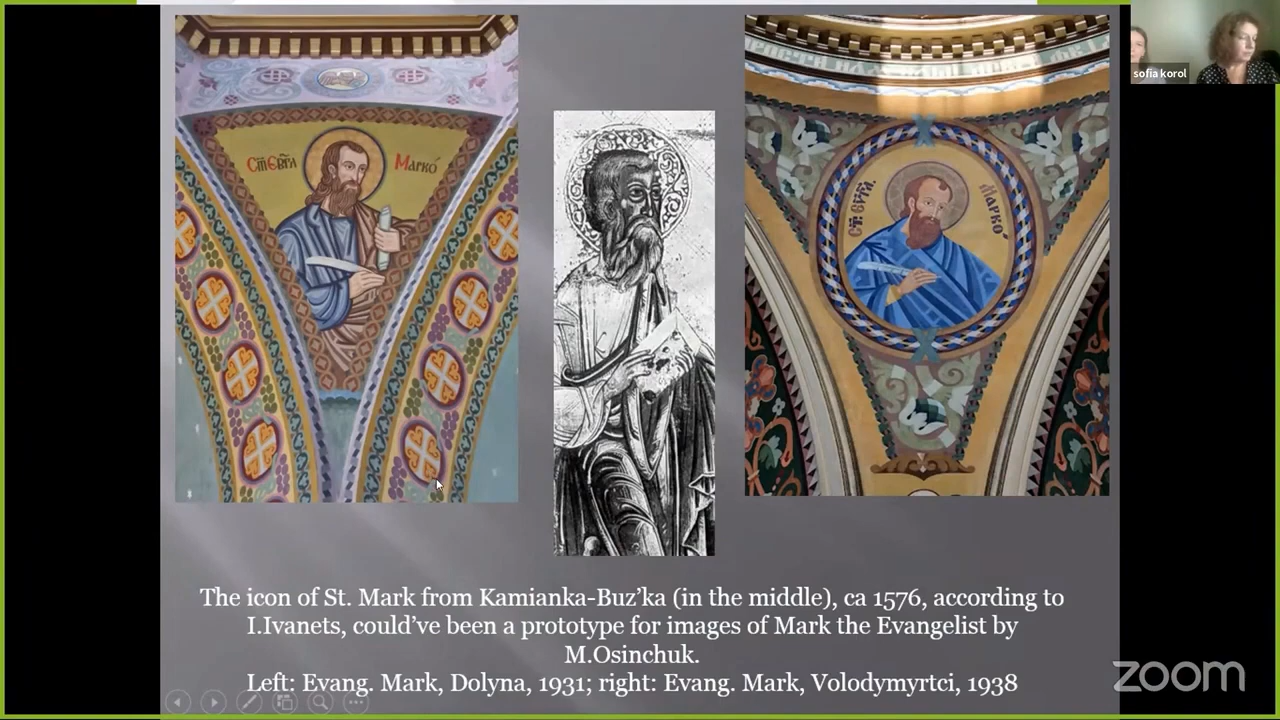 Ст҃. Єѵ҃гл.
Марко
Марко
sofia korol
The icon of St. Mark from Kamianka-Buz’ka (in the middle), ca 1576, according to
I.Ivanets, could’ve been a prototype for images of Mark the Evangelist by
M.Osinchuk.
Left: Evang. Mark, Dolyna, 1931; right: Evang. Mark, Volodymyrtci, 1938
zoom